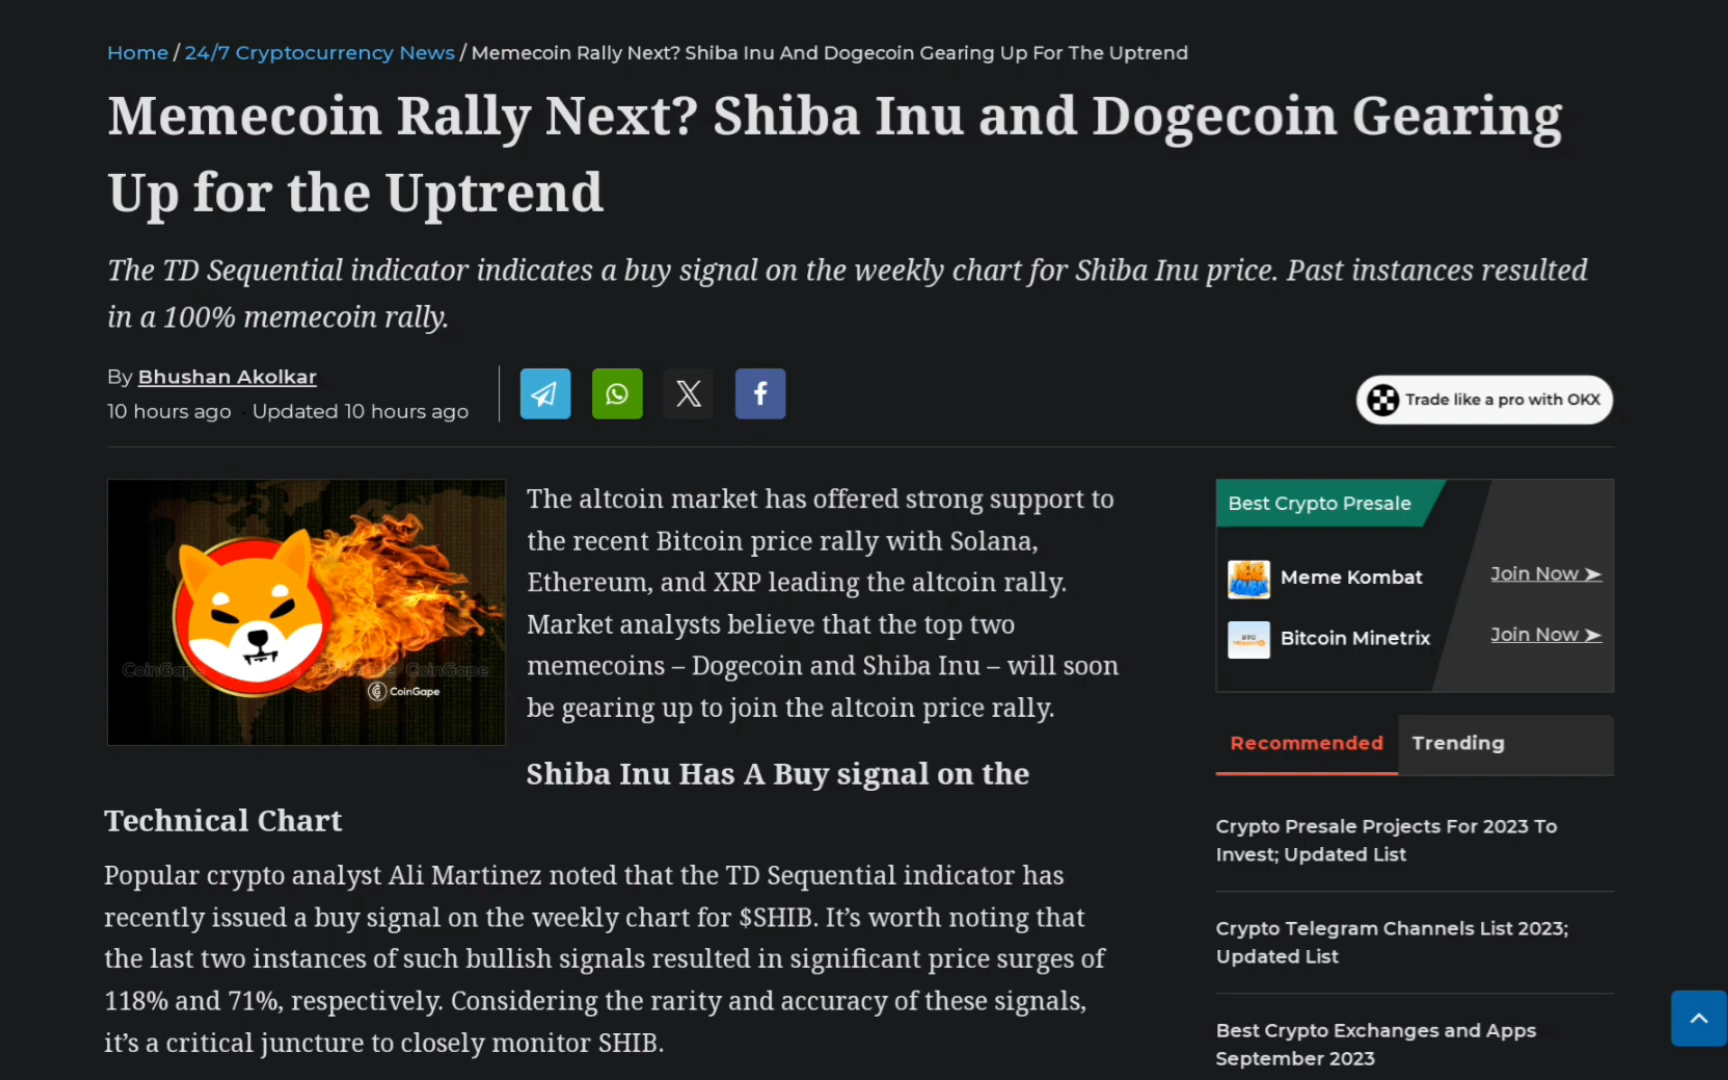 Home / 24/7 Cryptocurrency News / Memecoin Rally Next? Shiba Inu And Dogecoin Gearing Up For The Uptrend
Memecoin Rally Next? Shiba Inu and Dogecoin Gearing
Up for the Uptrend
The TD Sequential indicator indicates a buy signal on the weekly chart for Shiba Inu price. Past instances resulted
in a 100% memecoin rally.
By Bhushan Akolkar
10 hours ago · Updated 10 hours ago
Trade like a pro with OKX
CoinGape
CoinGape
The altcoin market has offered strong support to
the recent Bitcoin price rally with Solana,
Ethereum, and XRP leading the altcoin rally.
Market analysts believe that the top two
memecoins – Dogecoin and Shiba Inu – will soon
be gearing up to join the altcoin price rally.
Shiba Inu Has A Buy signal on the
Technical Chart
Popular crypto analyst Ali Martinez noted that the TD Sequential indicator has
recently issued a buy signal on the weekly chart for $SHIB. It’s worth noting that
the last two instances of such bullish signals resulted in significant price surges of
118% and 71%, respectively. Considering the rarity and accuracy of these signals,
it’s a critical juncture to closely monitor SHIB.
Best Crypto Presale
Meme Kombat Join Now ➤
Bitcoin Minetrix Join Now ➤
Recommended Trending
Crypto Presale Projects For 2023 To
Invest; Updated List
Crypto Telegram Channels List 2023;
Updated List
Best Crypto Exchanges and Apps
September 2023